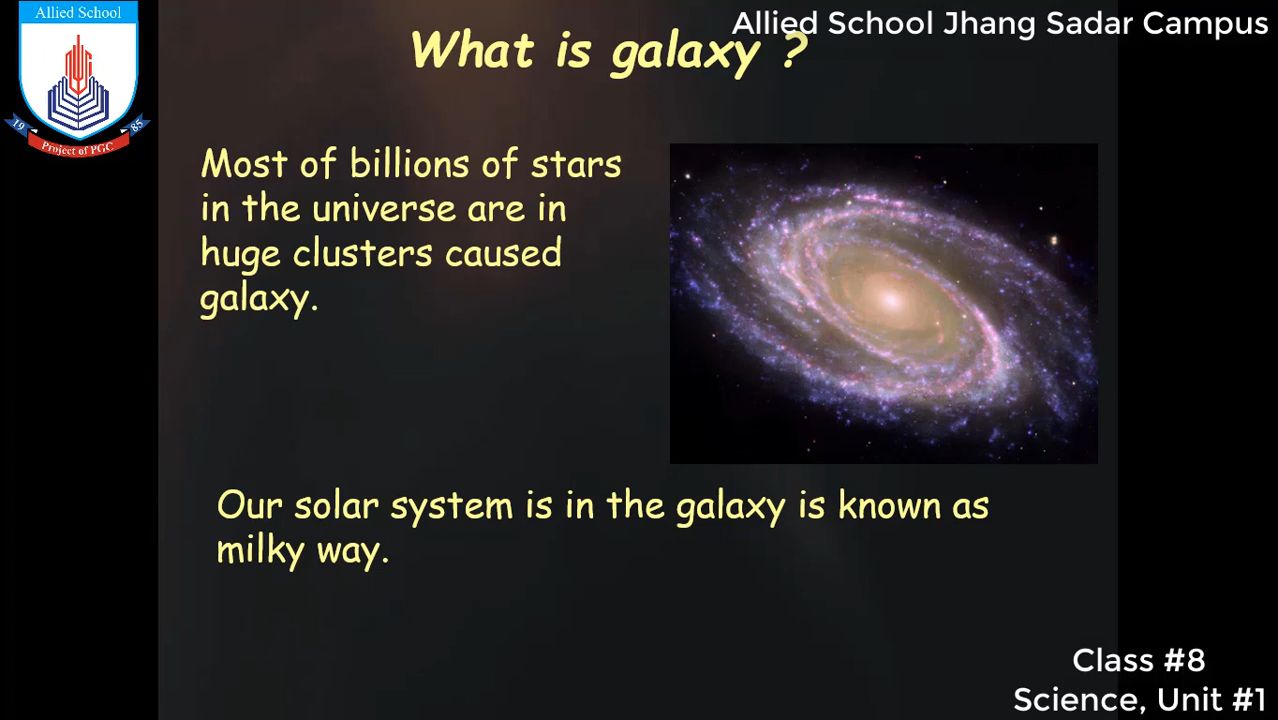 Allied School
19 85
Project of PGC
Allied School Jhang Sadar Campus
What is galaxy ?
Most of billions of stars
in the universe are in
huge clusters caused
galaxy.
Our solar system is in the galaxy is known as
milky way.
Class #8
Science, Unit #1